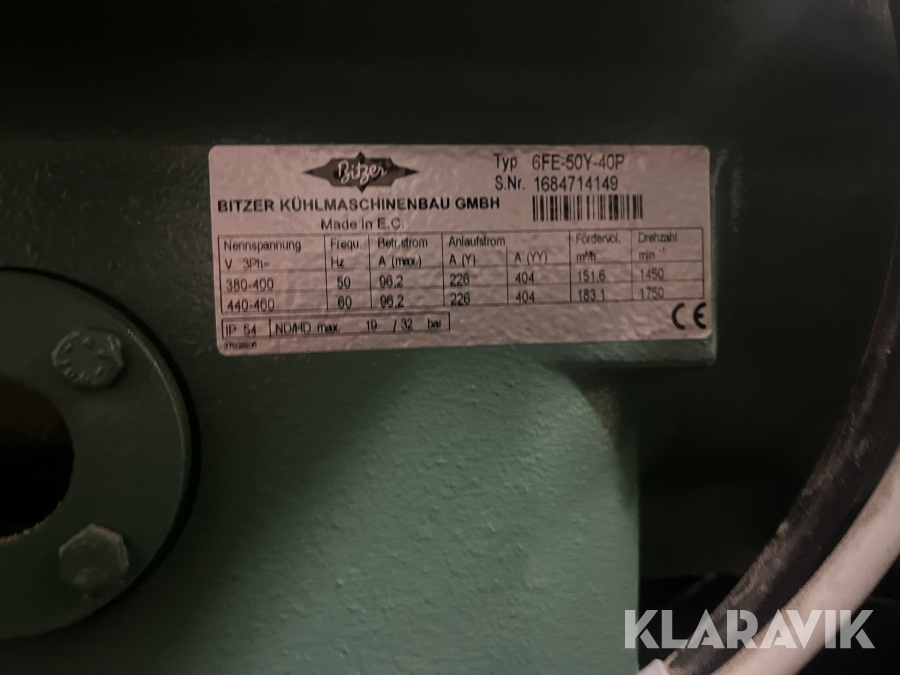 Bitzer
Typ 6FE-50Y-40P
S.Nr. 1684714149
BITZER KÜHLMASCHINENBAU GMBH
Made In E.C.
Nennspannung Frequ. Betr.strom Anlaufstrom Fördervol. Drehzahl
V 3Ph~ Hz A (max.) A (Y) A (YY) m³/h min
380-400 50 96.2 226 404 151.6 1450
440-460 60 96.2 226 404 183.1 1750
IP 54 ND/HD max. 19 / 32 bar
CE
KLARAVIK